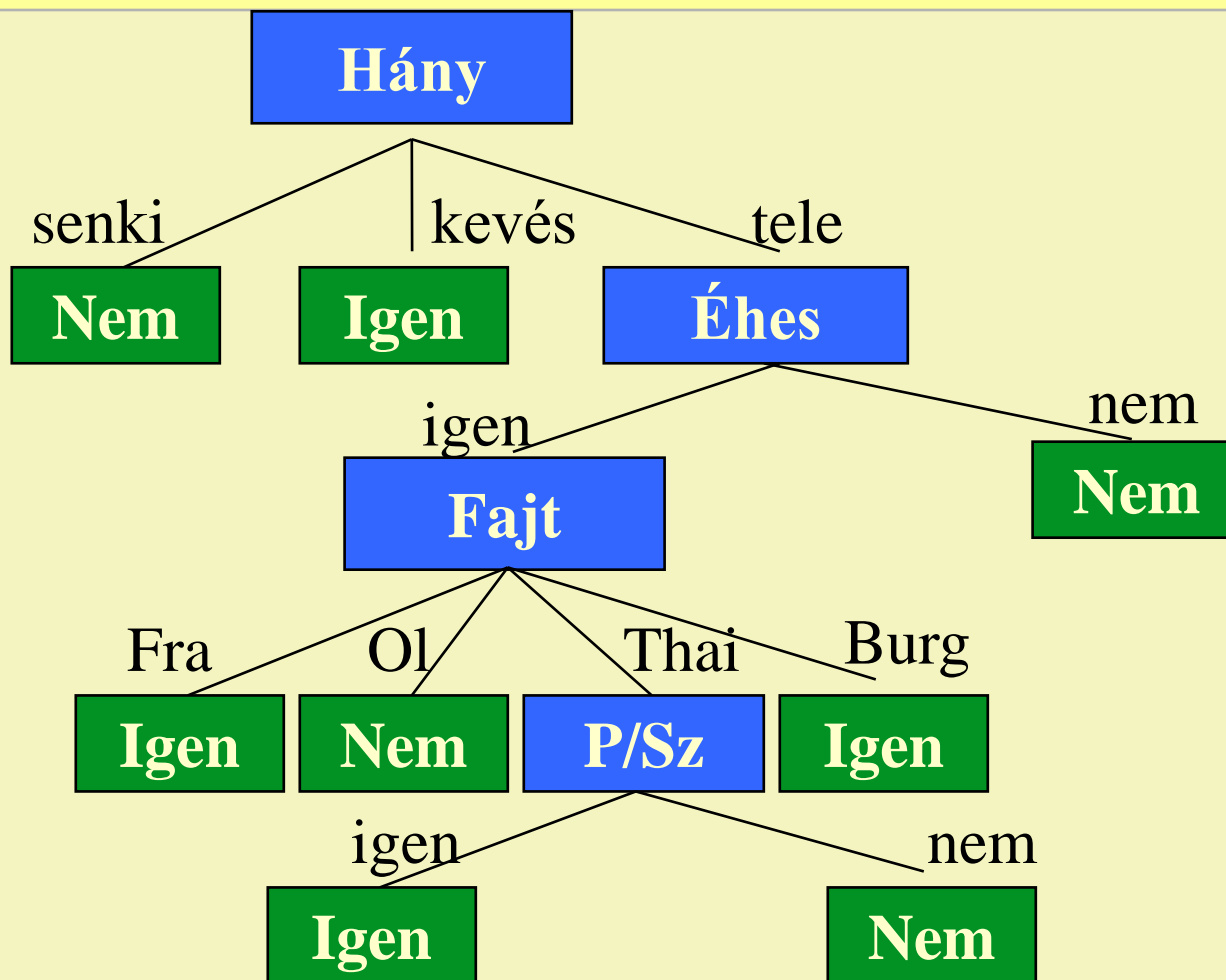 Hány
senki kevés tele
Nem Igen Éhes
igen nem
Fajt Nem
Fra Ol Thai Burg
Igen Nem P/Sz Igen
igen nem
Igen Nem